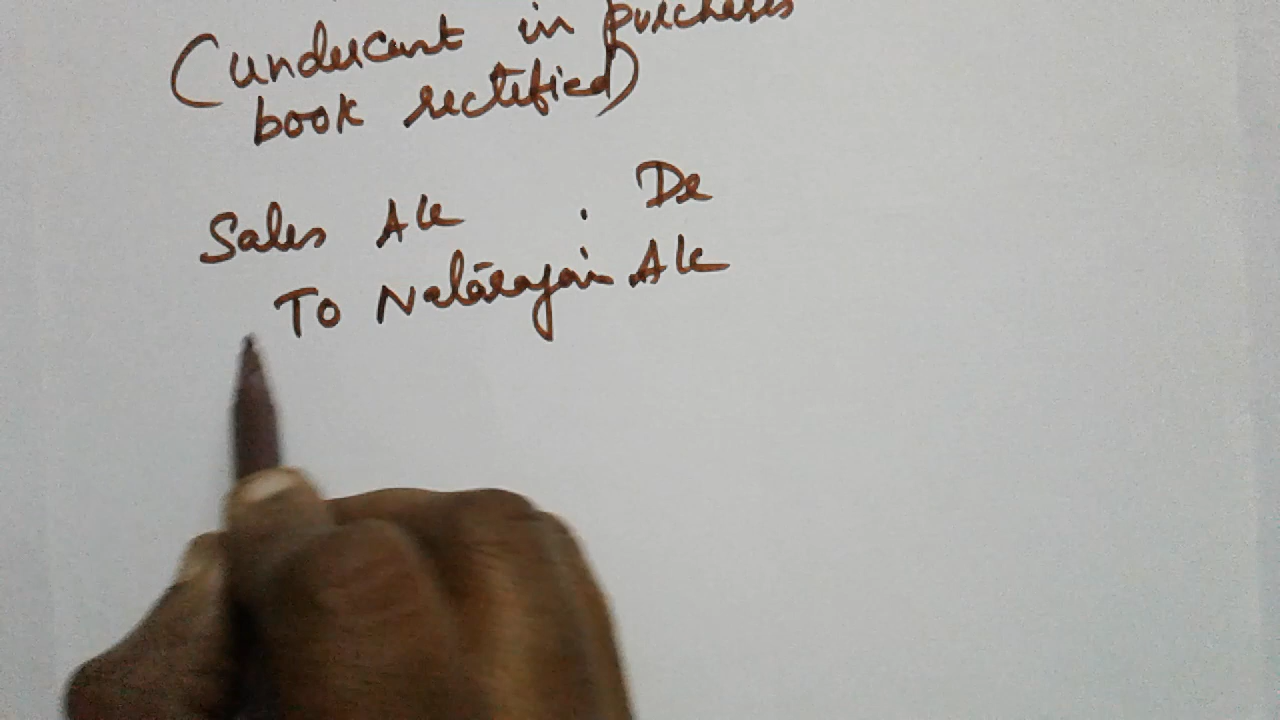 (undercast in purchases
book rectified)
Sales A/c Dr
To Natarajan A/c